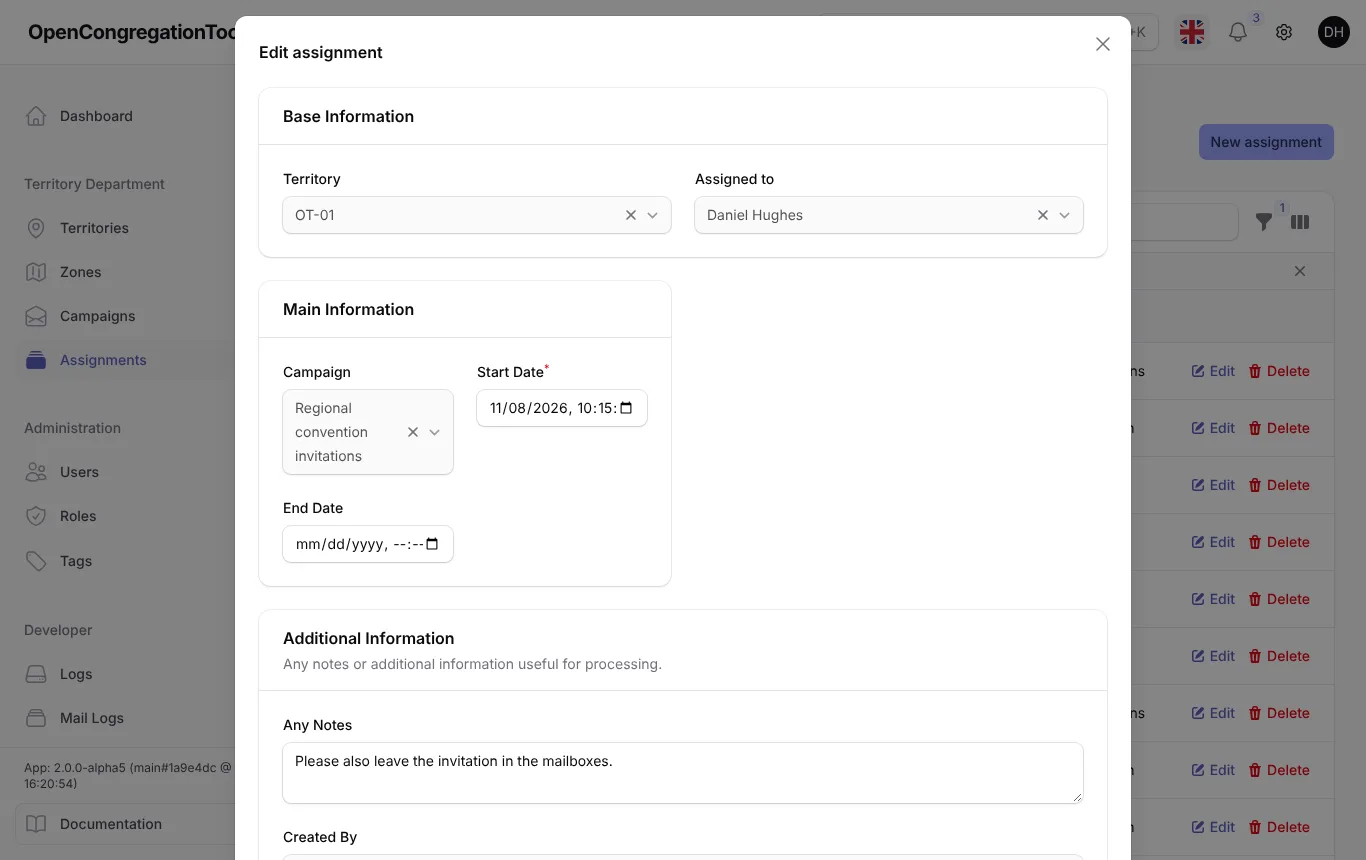 OpenCongregationToo
K
3
DH
Edit assignment
Dashboard
Territory Department
Territories
Zones
Campaigns
Assignments
Administration
Users
Roles
Tags
Developer
Logs
Mail Logs
App: 2.0.0-alpha5 (main#1a9e4dc @
16:20:54)
Documentation
Base Information
Territory
Assigned to
OT-01
Daniel Hughes
Main Information
Campaign
Start Date*
Regional
convention
invitations
11/08/2026, 10:15:
End Date
mm/dd/yyyy, --:--
Additional Information
Any notes or additional information useful for processing.
Any Notes
Please also leave the invitation in the mailboxes.
Created By
New assignment
1
ns Edit Delete
n Edit Delete
Edit Delete
Edit Delete
Edit Delete
Edit Delete
ns Edit Delete
n Edit Delete
n Edit Delete